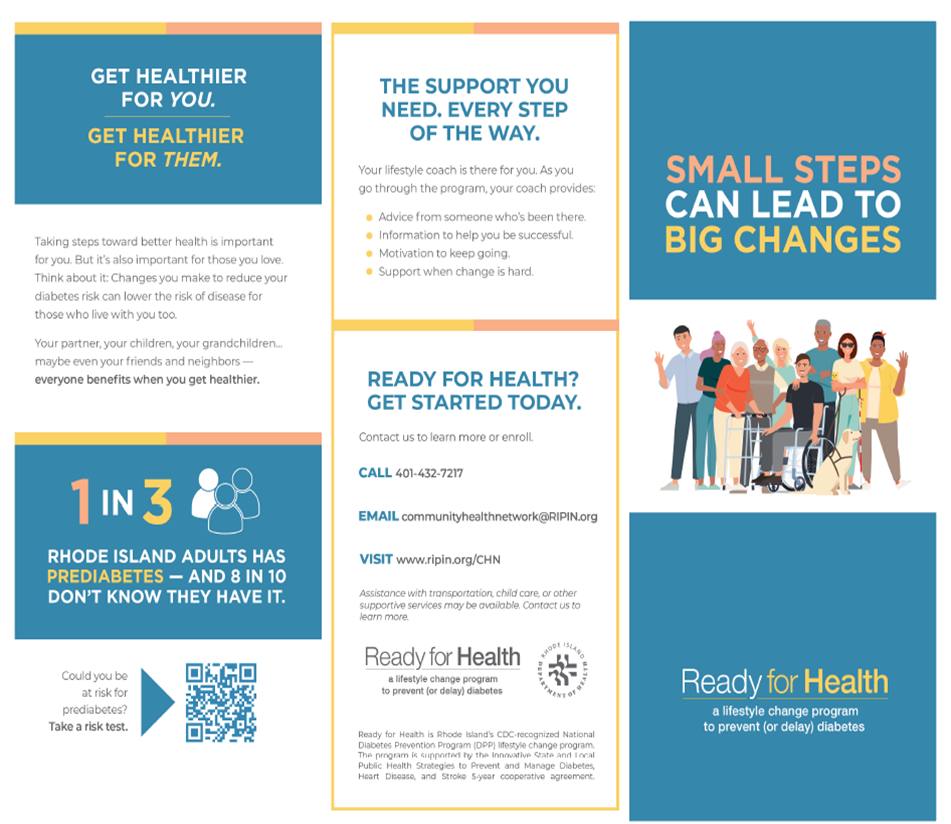 GET HEALTHIER
FOR YOU.
GET HEALTHIER
FOR THEM.
Taking steps toward better health is important
for you. But it's also important for those you love.
Think about it: Changes you make to reduce your
diabetes risk can lower the risk of disease for
those who live with you too.
Your partner, your children, your grandchildren...
maybe even your friends and neighbors —
everyone benefits when you get healthier.
1 IN 3
RHODE ISLAND ADULTS HAS
PREDIABETES — AND 8 IN 10
DON'T KNOW THEY HAVE IT.
Could you be
at risk for
prediabetes?
Take a risk test.
THE SUPPORT YOU
NEED. EVERY STEP
OF THE WAY.
Your lifestyle coach is there for you. As you
go through the program, your coach provides:
Advice from someone who's been there.
Information to help you be successful.
Motivation to keep going.
Support when change is hard.
READY FOR HEALTH?
GET STARTED TODAY.
Contact us to learn more or enroll.
CALL 401-432-7217
EMAIL communityhealthnetwork@RIPIN.org
VISIT www.ripin.org/CHN
Assistance with transportation, child care, or other
supportive services may be available. Contact us to
learn more.
Ready for Health
a lifestyle change program
to prevent (or delay) diabetes
RHODE ISLAND
DEPARTMENT OF HEALTH
Ready for Health is Rhode Island's CDC-recognized National
Diabetes Prevention Program (DPP) lifestyle change program.
The program is supported by the Innovative State and Local
Public Health Strategies to Prevent and Manage Diabetes,
Heart Disease, and Stroke 5-year cooperative agreement.
SMALL STEPS
CAN LEAD TO
BIG CHANGES
Ready for Health
a lifestyle change program
to prevent (or delay) diabetes